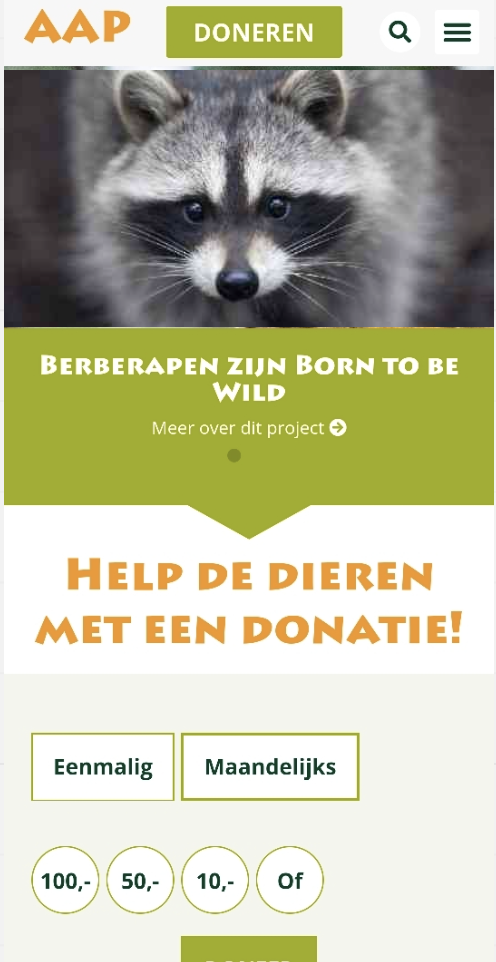 AAP
DONEREN
BERBERAPEN ZIJN BORN TO BE
WILD
Meer over dit project
HELP DE DIEREN
MET EEN DONATIE!
Eenmalig
Maandelijks
100,-
50,-
10,-
Of